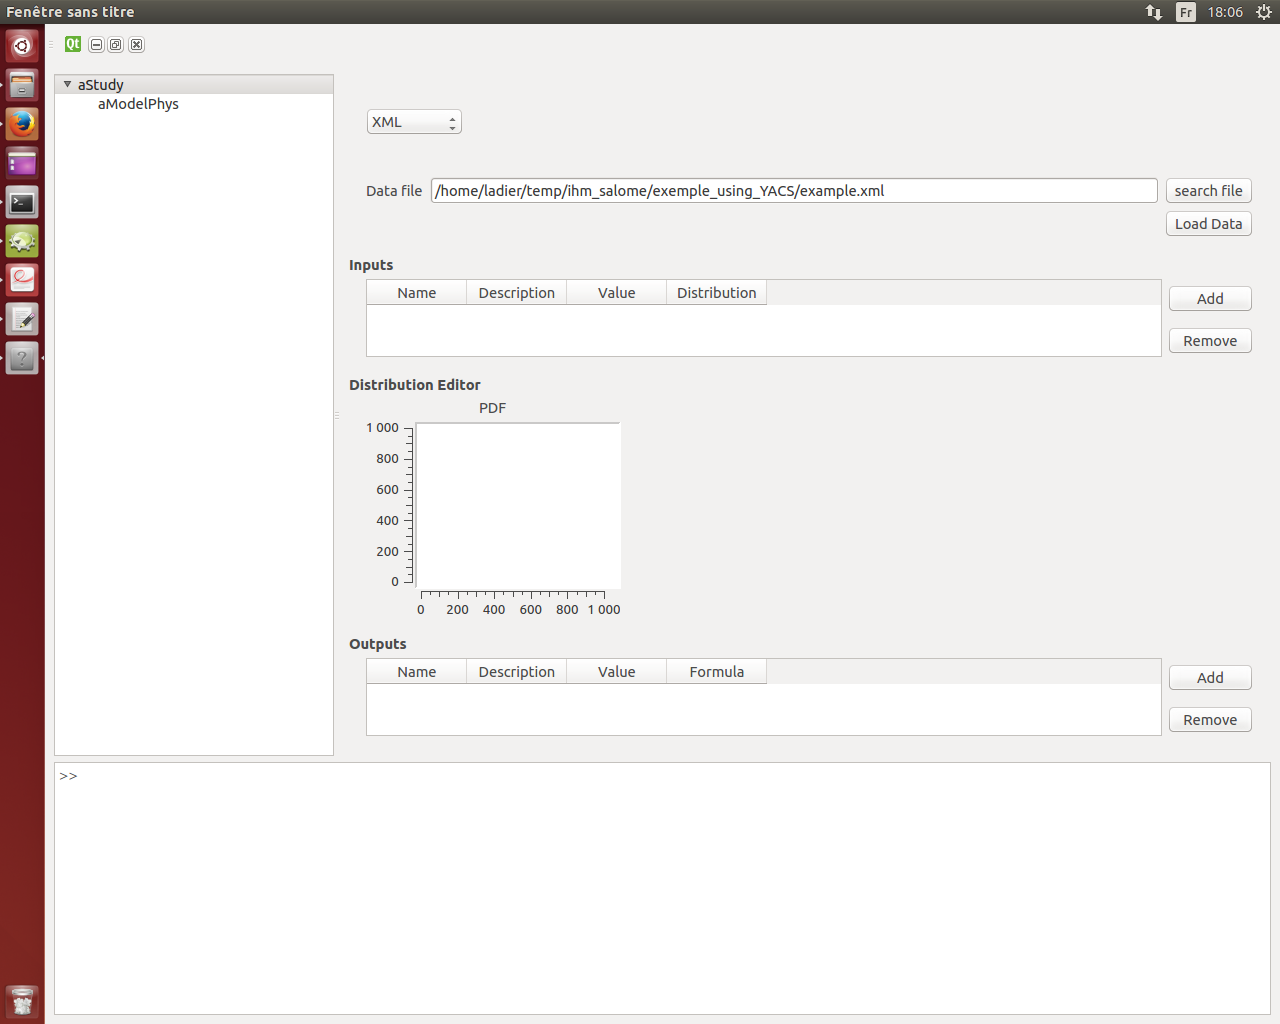 Fenêtre sans titre
Fr 18:06
Qt
aStudy
aModelPhys
XML
Data file /home/ladier/temp/ihm_salome/exemple_using_YACS/example.xml search file
Load Data
Inputs
Name Description Value Distribution
Add
Remove
Distribution Editor
PDF
1 000
800
600
400
200
0
0 200 400 600 800 1 000
Outputs
Name Description Value Formula
Add
Remove
>>